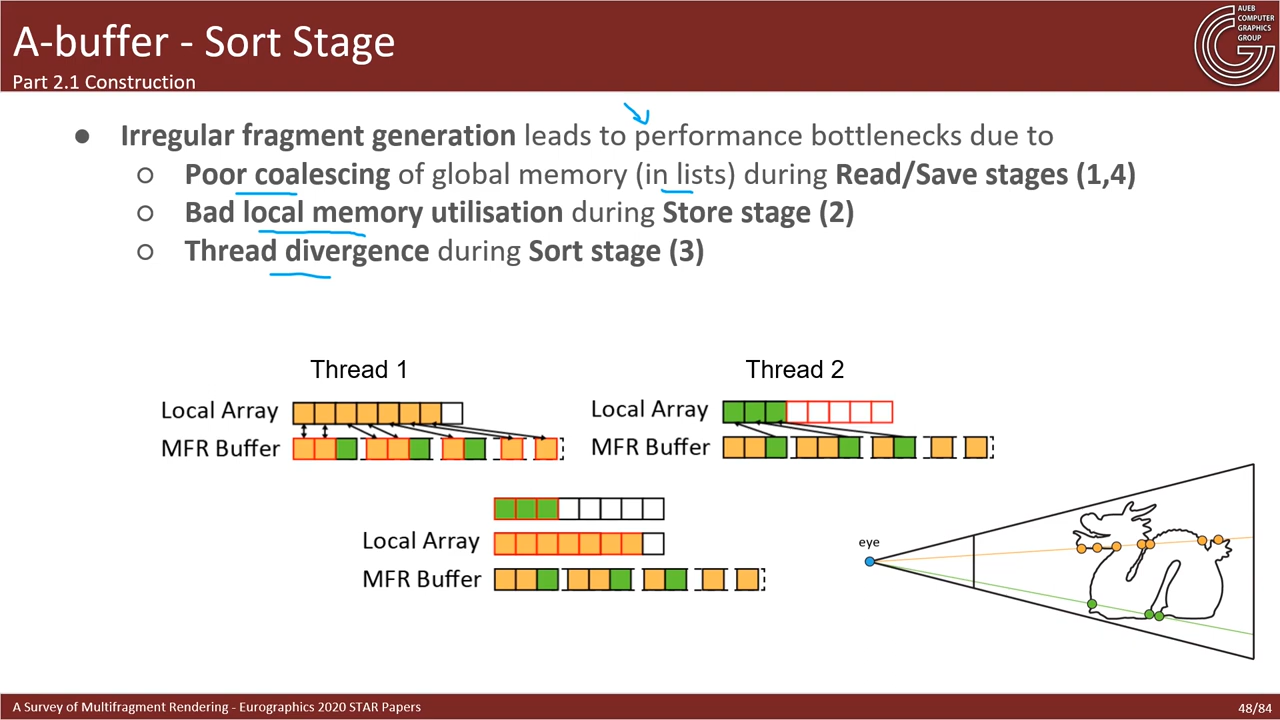 A-buffer - Sort Stage
Part 2.1 Construction
AUEB
COMPUTER
GRAPHICS
GROUP
● Irregular fragment generation leads to performance bottlenecks due to
○ Poor coalescing of global memory (in lists) during Read/Save stages (1,4)
○ Bad local memory utilisation during Store stage (2)
○ Thread divergence during Sort stage (3)
Thread 1
Local Array
MFR Buffer
Thread 2
Local Array
MFR Buffer
Local Array
MFR Buffer
eye
A Survey of Multifragment Rendering - Eurographics 2020 STAR Papers
48/84